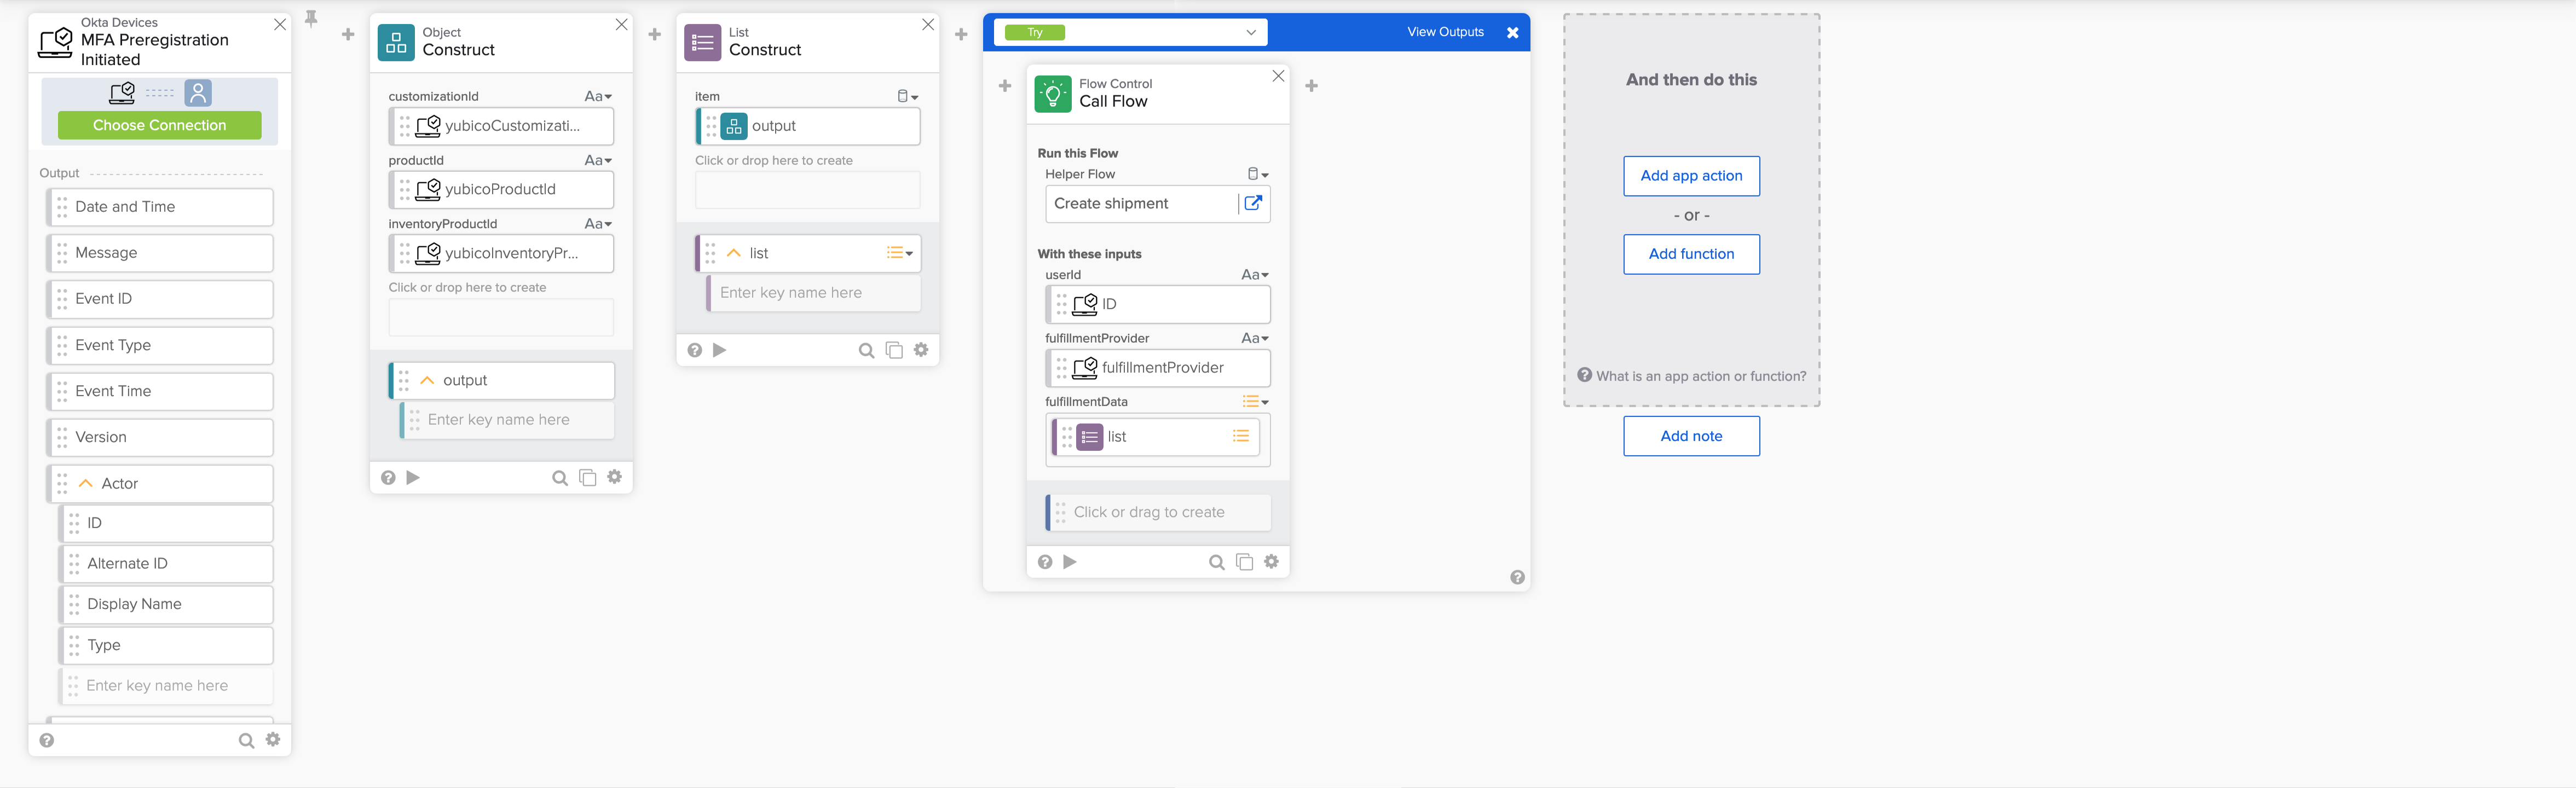 Okta Devices
MFA Preregistration
Initiated
Choose Connection
Output
Date and Time
Message
Event ID
Event Type
Event Time
Version
Actor
ID
Alternate ID
Display Name
Type
Enter key name here
Object
Construct
customizationId
Aa
yubicoCustomizati...
productId
Aa
yubicoProductId
inventoryProductId
Aa
yubicoInventoryPr...
Click or drop here to create
output
Enter key name here
List
Construct
item
output
Click or drop here to create
list
Enter key name here
Try
View Outputs
Flow Control
Call Flow
Run this Flow
Helper Flow
Create shipment
With these inputs
userId
Aa
ID
fulfillmentProvider
Aa
fulfillmentProvider
fulfillmentData
list
Click or drag to create
And then do this
Add app action
- or -
Add function
What is an app action or function?
Add note